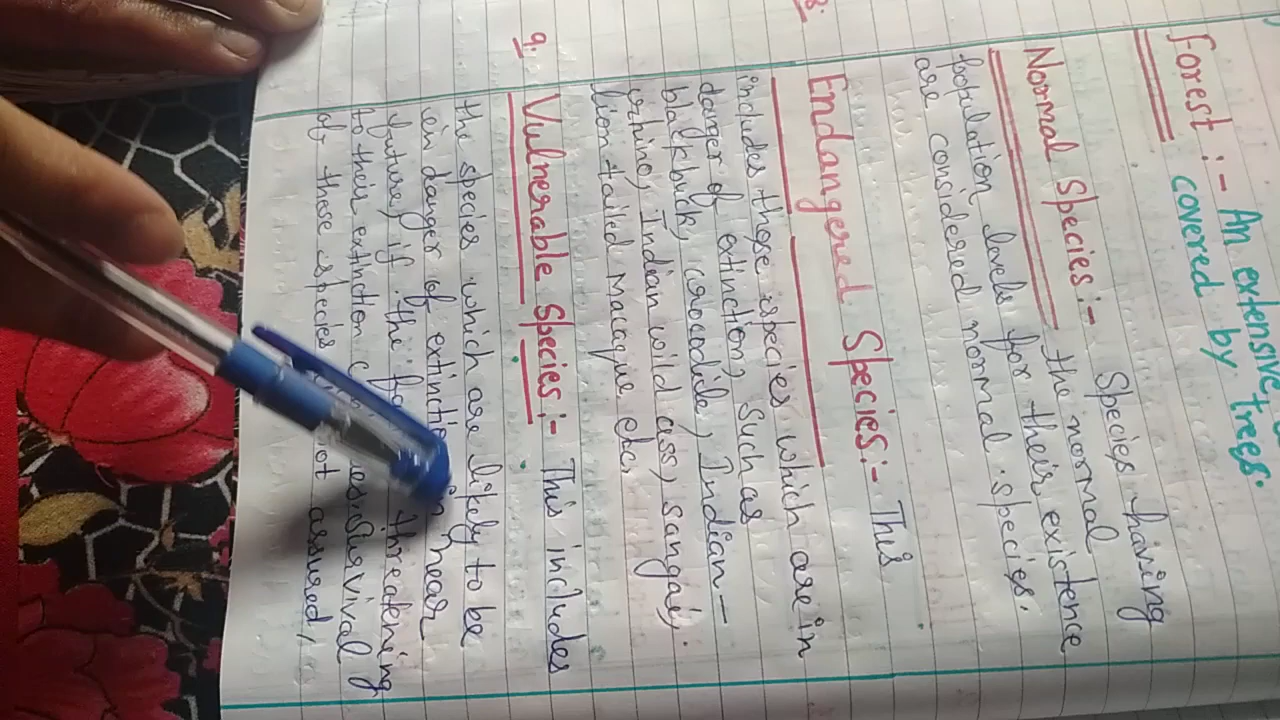 forest :- An extensive
covered by trees.
Normal Species:- Species having
the normal
population levels for their existence
are considered normal species.
8.
Endangered Species:- This
includes those species which are in
danger of extinction, such as
blackbuck, crocodile, Indian-
rhino, Indian wild ass, sangai,
lion tailed macaque etc.
9. Vulnerable Species:- This includes
the species which are likely to be
in danger of extinction in near
future, if the threatening
to their extinction survival
of these species not assured,